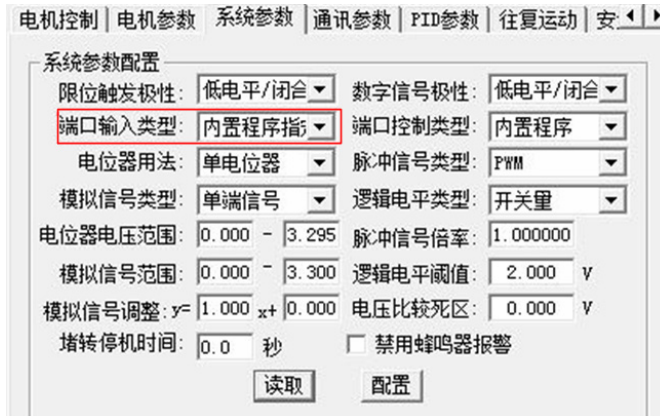 电机控制 电机参数 系统参数 通讯参数 PID参数 往复运动 安
系统参数配置
限位触发极性: 低电平/闭合 数字信号极性: 低电平/闭合
端口输入类型: 内置程序指 端口控制类型: 内置程序
电位器用法: 单电位器 脉冲信号类型: PWM
模拟信号类型: 单端信号 逻辑电平类型: 开关量
电位器电压范围: 0.000 - 3.295 脉冲信号倍率: 1.000000
模拟信号范围: 0.000 - 3.300 逻辑电平阈值: 2.000 V
模拟信号调整: y= 1.000 x+ 0.000 电压比较死区: 0.000 V
堵转停机时间: 0.0 秒 禁用蜂鸣器报警
读取 配置